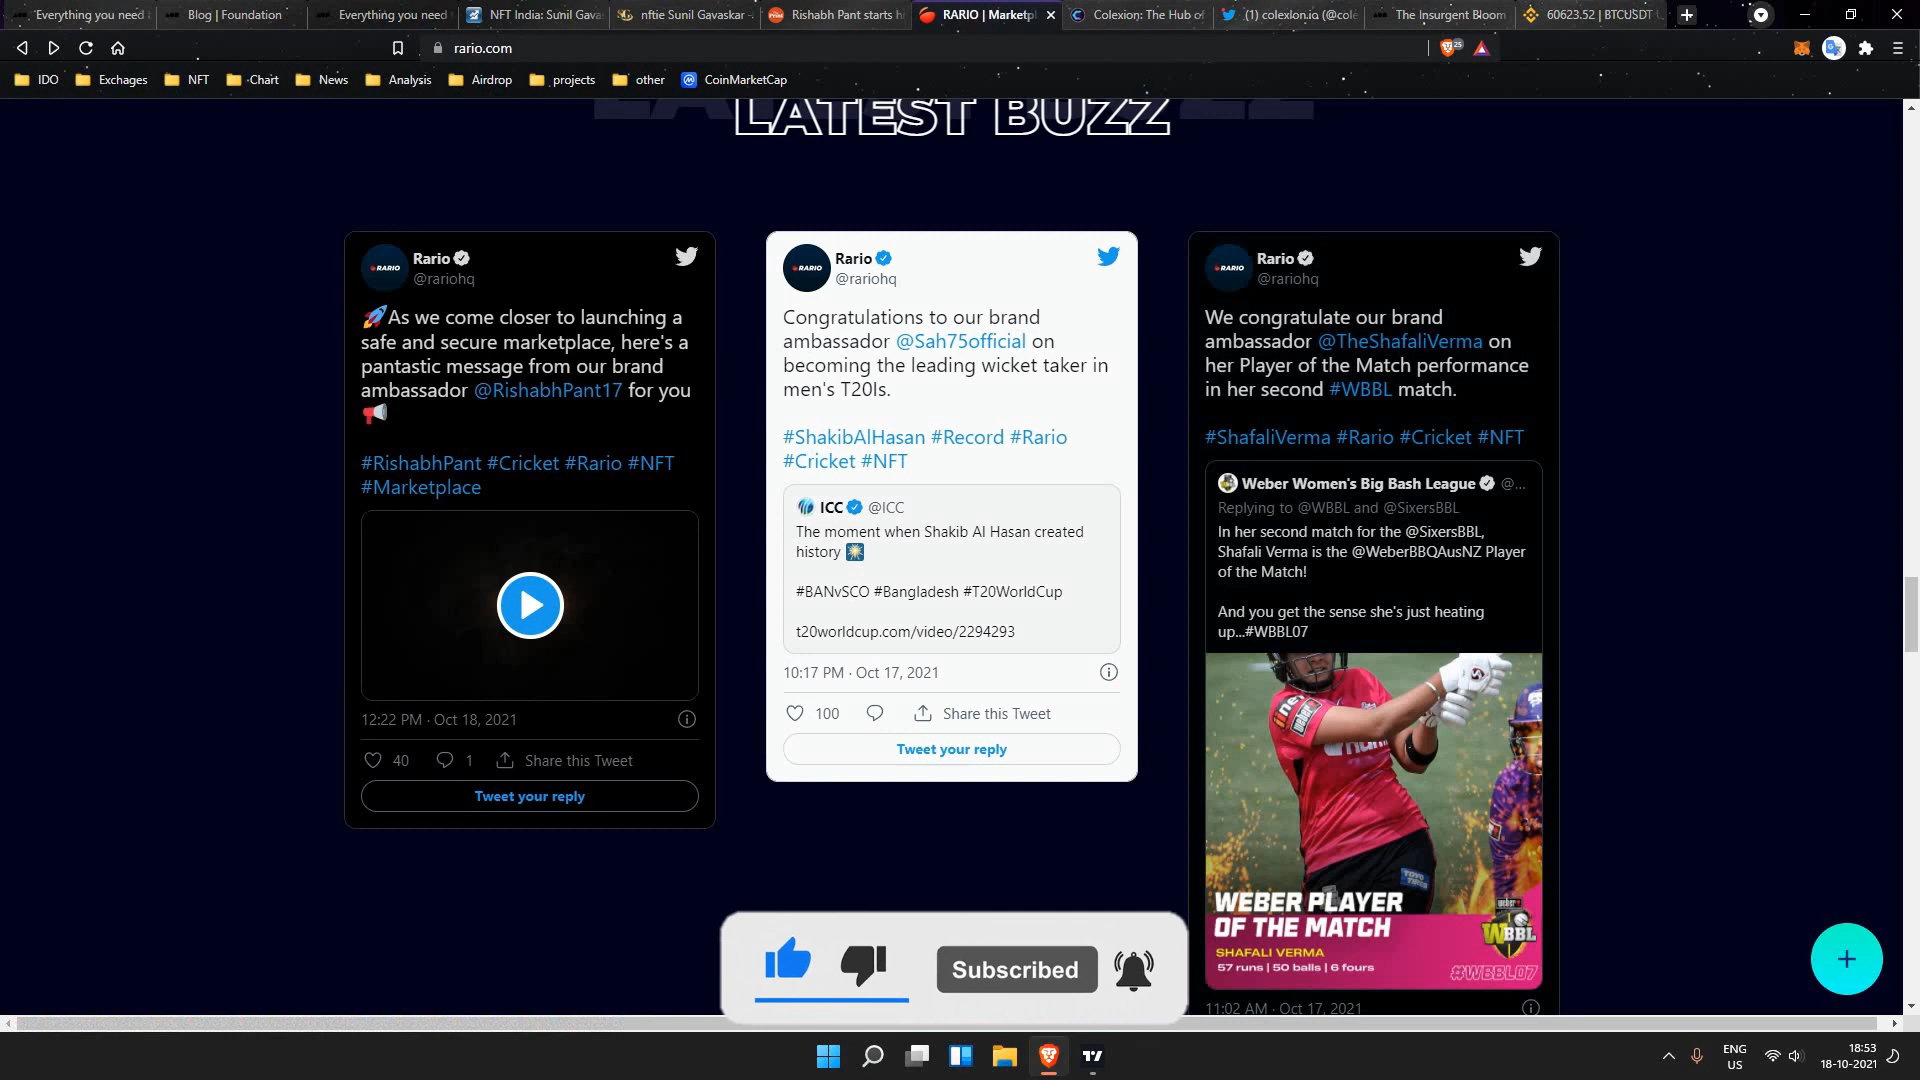 Everything you need
Blog | Foundation
Everything you need
NFT India: Sunil Gava
nftie Sunil Gavaskar -
Rishabh Pant starts h
RARIO | Marketpl
Colexion: The Hub of
(1) colexion.io (@cole
The Insurgent Bloom
60623.52 | BTCUSDT
rario.com
25
IDO
Exchages
NFT
Chart
News
Analysis
Airdrop
projects
other
CoinMarketCap
LATEST BUZZ
Rario
@rariohq
RARIO
🚀As we come closer to launching a
safe and secure marketplace, here's a
pantastic message from our brand
ambassador @RishabhPant17 for you
📢
#RishabhPant #Cricket #Rario #NFT
#Marketplace
12:22 PM · Oct 18, 2021
40
1
Share this Tweet
Tweet your reply
Rario
@rariohq
RARIO
Congratulations to our brand
ambassador @Sah75official on
becoming the leading wicket taker in
men's T20Is.
#ShakibAlHasan #Record #Rario
#Cricket #NFT
ICC @ICC
The moment when Shakib Al Hasan created
history 🎆
#BANvSCO #Bangladesh #T20WorldCup
t20worldcup.com/video/2294293
10:17 PM · Oct 17, 2021
100
Share this Tweet
Tweet your reply
Rario
@rariohq
RARIO
We congratulate our brand
ambassador @TheShafaliVerma on
her Player of the Match performance
in her second #WBBL match.
#ShafaliVerma #Rario #Cricket #NFT
Weber Women's Big Bash League @...
Replying to @WBBL and @SixersBBL
In her second match for the @SixersBBL,
Shafali Verma is the @WeberBBQAusNZ Player
of the Match!
And you get the sense she's just heating
up...#WBBL07
weber
TOYO TIRES
WEBER PLAYER
OF THE MATCH
SHAFALI VERMA
57 runs | 50 balls | 6 fours
WBBL
#WBBL07
11:02 AM · Oct 17, 2021
Subscribed
ENG
US
18:53
18-10-2021